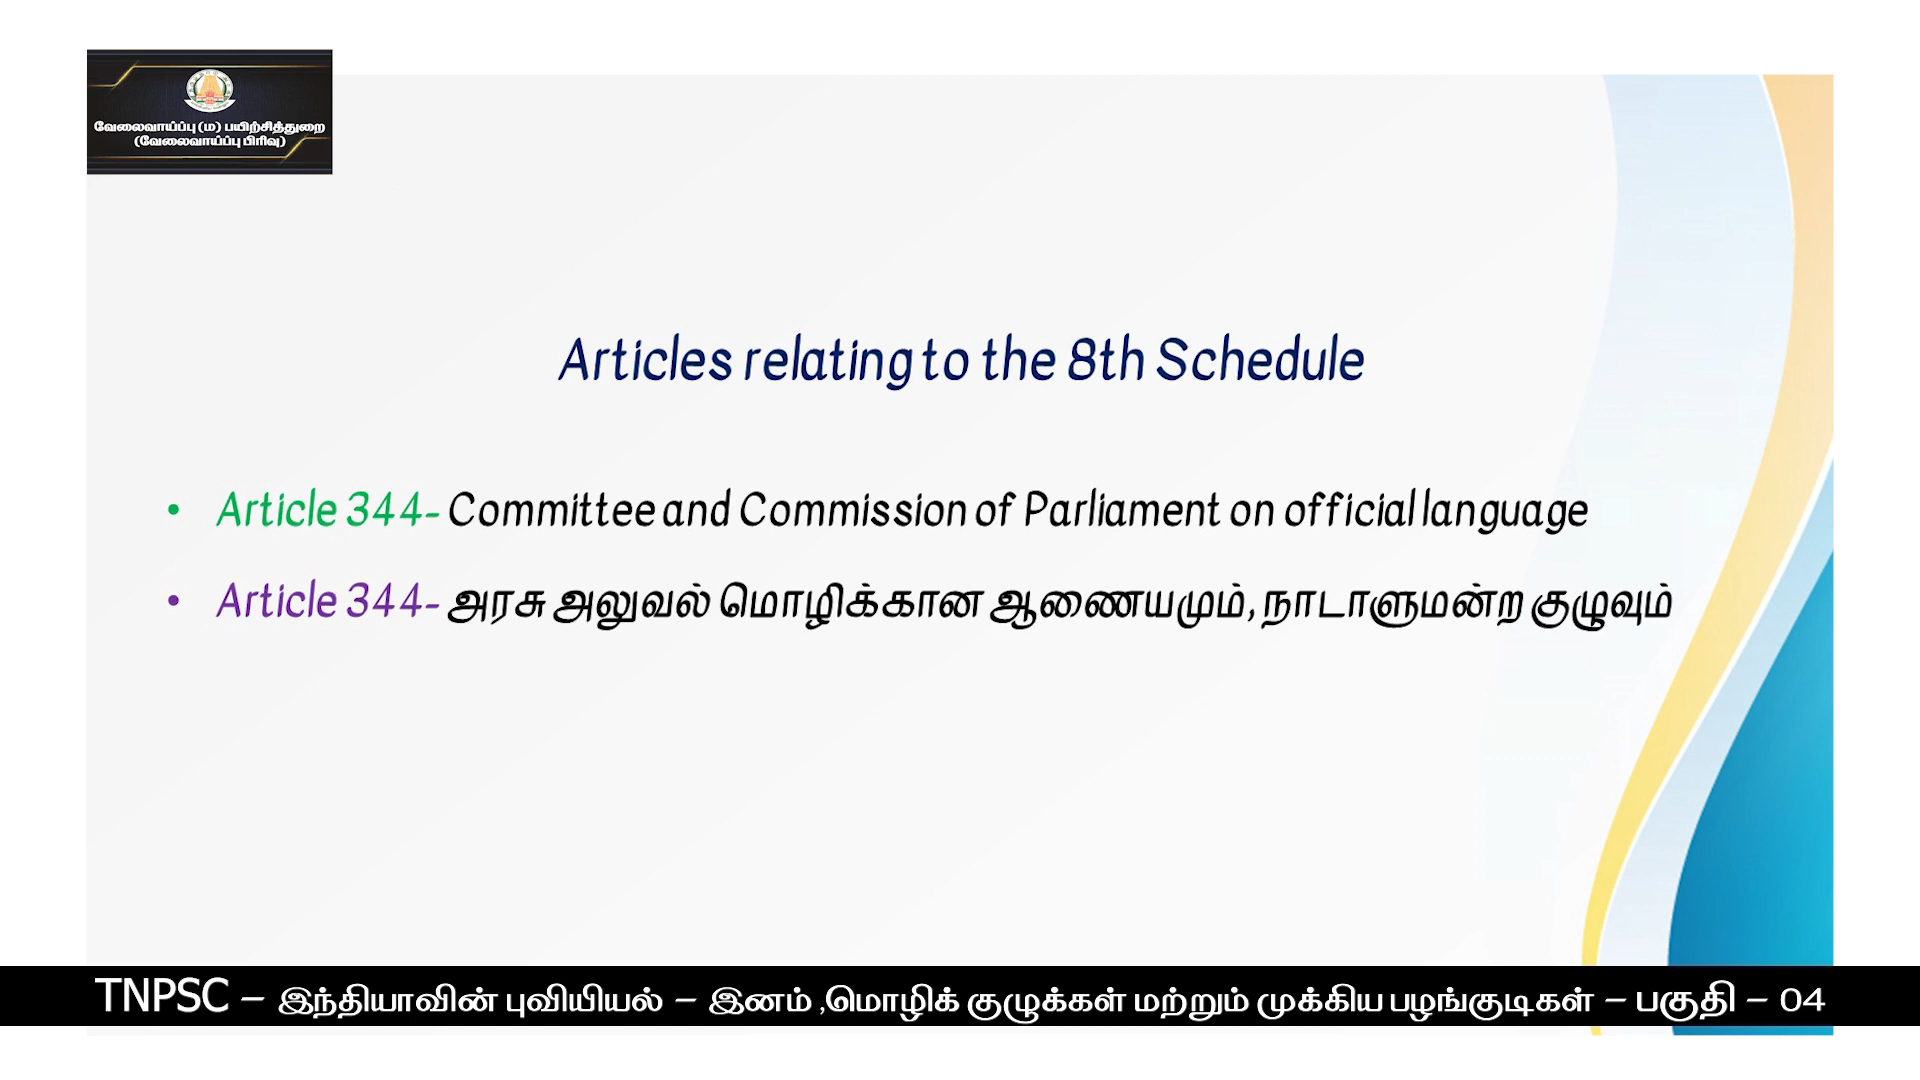 வேலைவாய்ப்பு (ம) பயிற்சித்துறை
(வேலைவாய்ப்பு பிரிவு)
Articles relating to the 8th Schedule
• Article 344- Committee and Commission of Parliament on official language
• Article 344- அரசு அலுவல் மொழிக்கான ஆணையமும், நாடாளுமன்ற குழுவும்
TNPSC – இந்தியாவின் புவியியல் – இனம் ,மொழிக் குழுக்கள் மற்றும் முக்கிய பழங்குடிகள் – பகுதி – 04